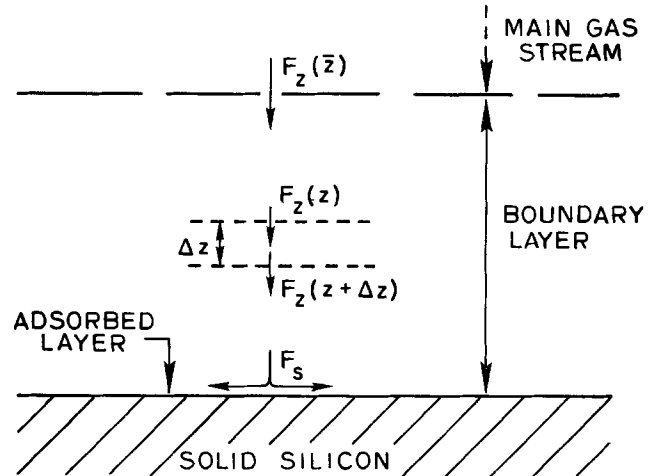 MAIN GAS
STREAM
F_z(z̄)
F_z(z)
Δz
F_z(z + Δz)
BOUNDARY
LAYER
ADSORBED
LAYER
F_s
SOLID SILICON